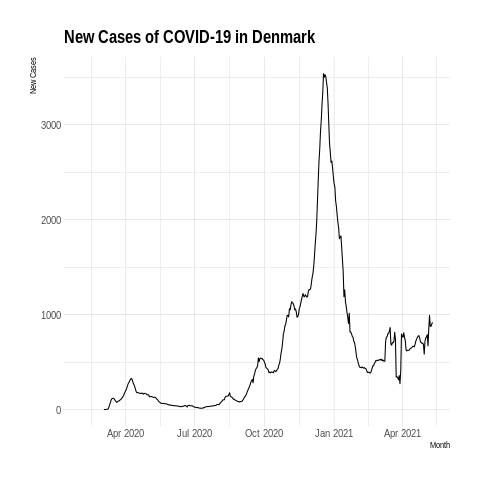 New Cases of COVID-19 in Denmark
New Cases
3000
2000
1000
0
Apr 2020 Jul 2020 Oct 2020 Jan 2021 Apr 2021
Month